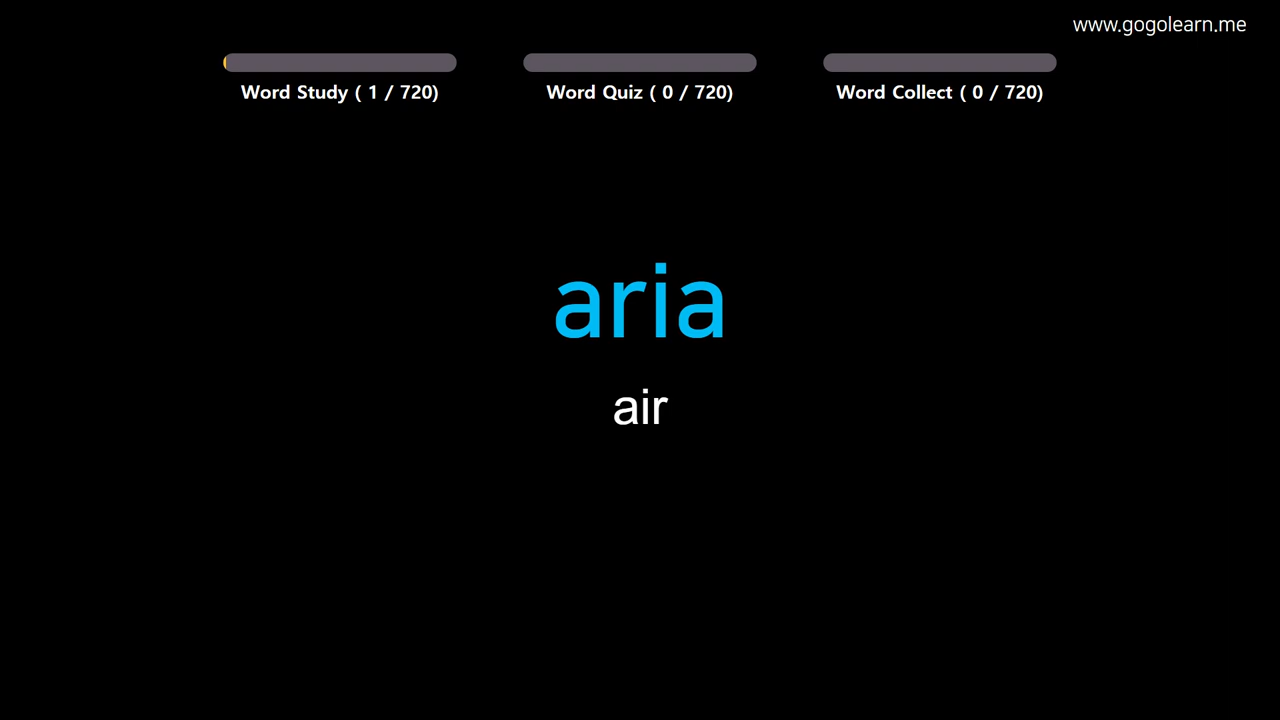 www.gogolearn.me
Word Study ( 1 / 720)
Word Quiz ( 0 / 720)
Word Collect ( 0 / 720)
aria
air